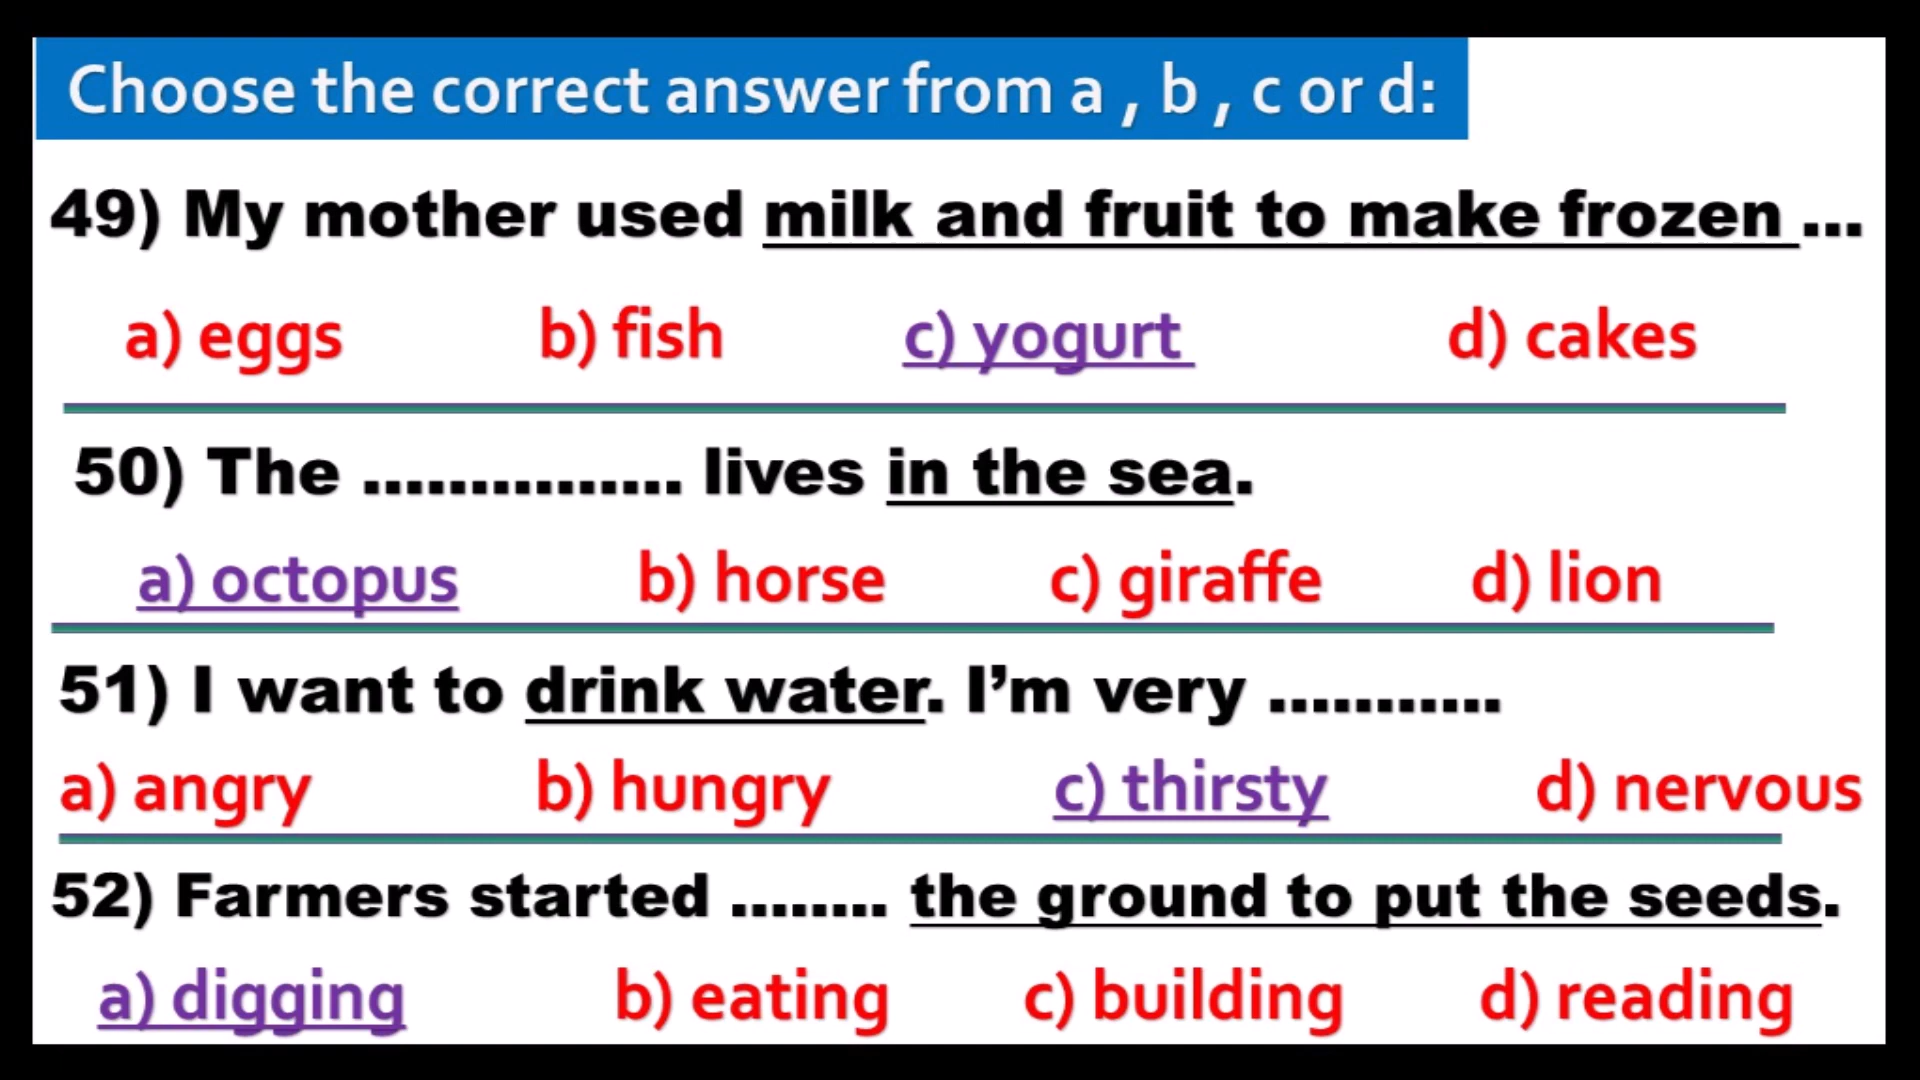 Choose the correct answer from a , b , c or d:
49) My mother used milk and fruit to make frozen ...
a) eggs b) fish c) yogurt d) cakes
50) The ............... lives in the sea.
a) octopus b) horse c) giraffe d) lion
51) I want to drink water. I’m very ...........
a) angry b) hungry c) thirsty d) nervous
52) Farmers started ........ the ground to put the seeds.
a) digging b) eating c) building d) reading